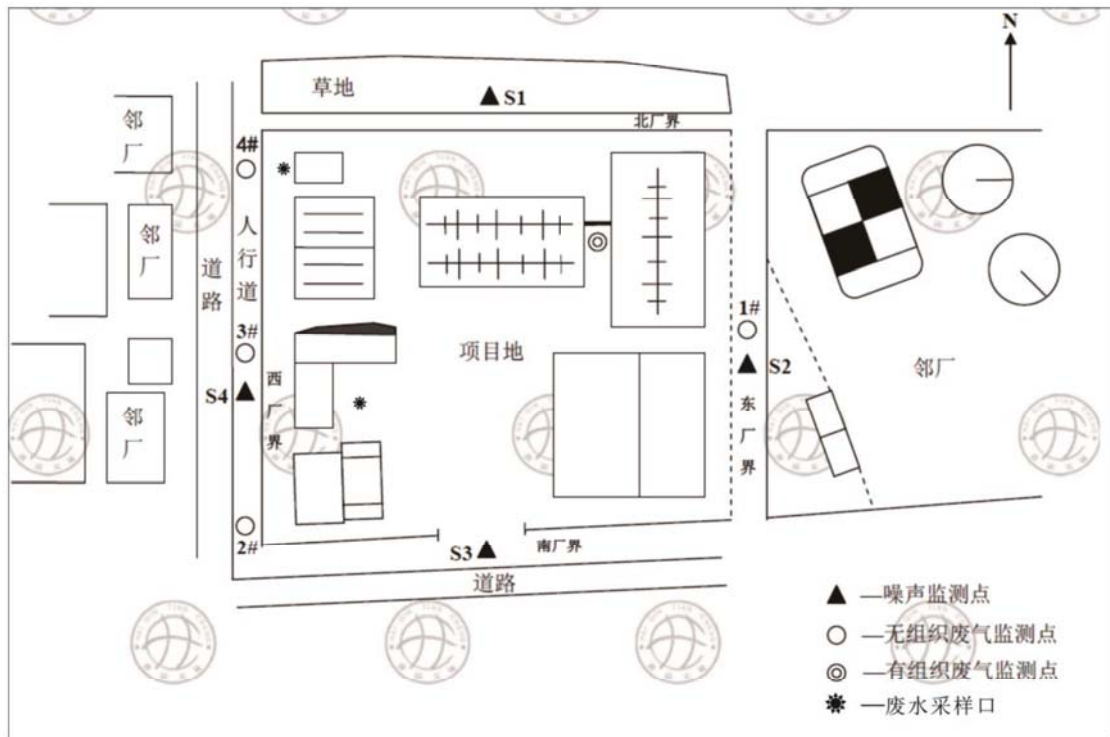 N
草地
S1
北厂界
邻厂
4#
人行道
邻厂
道路
3#
1#
S2
项目地
邻厂
S4
西厂界
东厂界
邻厂
2#
S3
南厂界
道路
▲ —噪声监测点
○ —无组织废气监测点
◎ —有组织废气监测点
—废水采样口